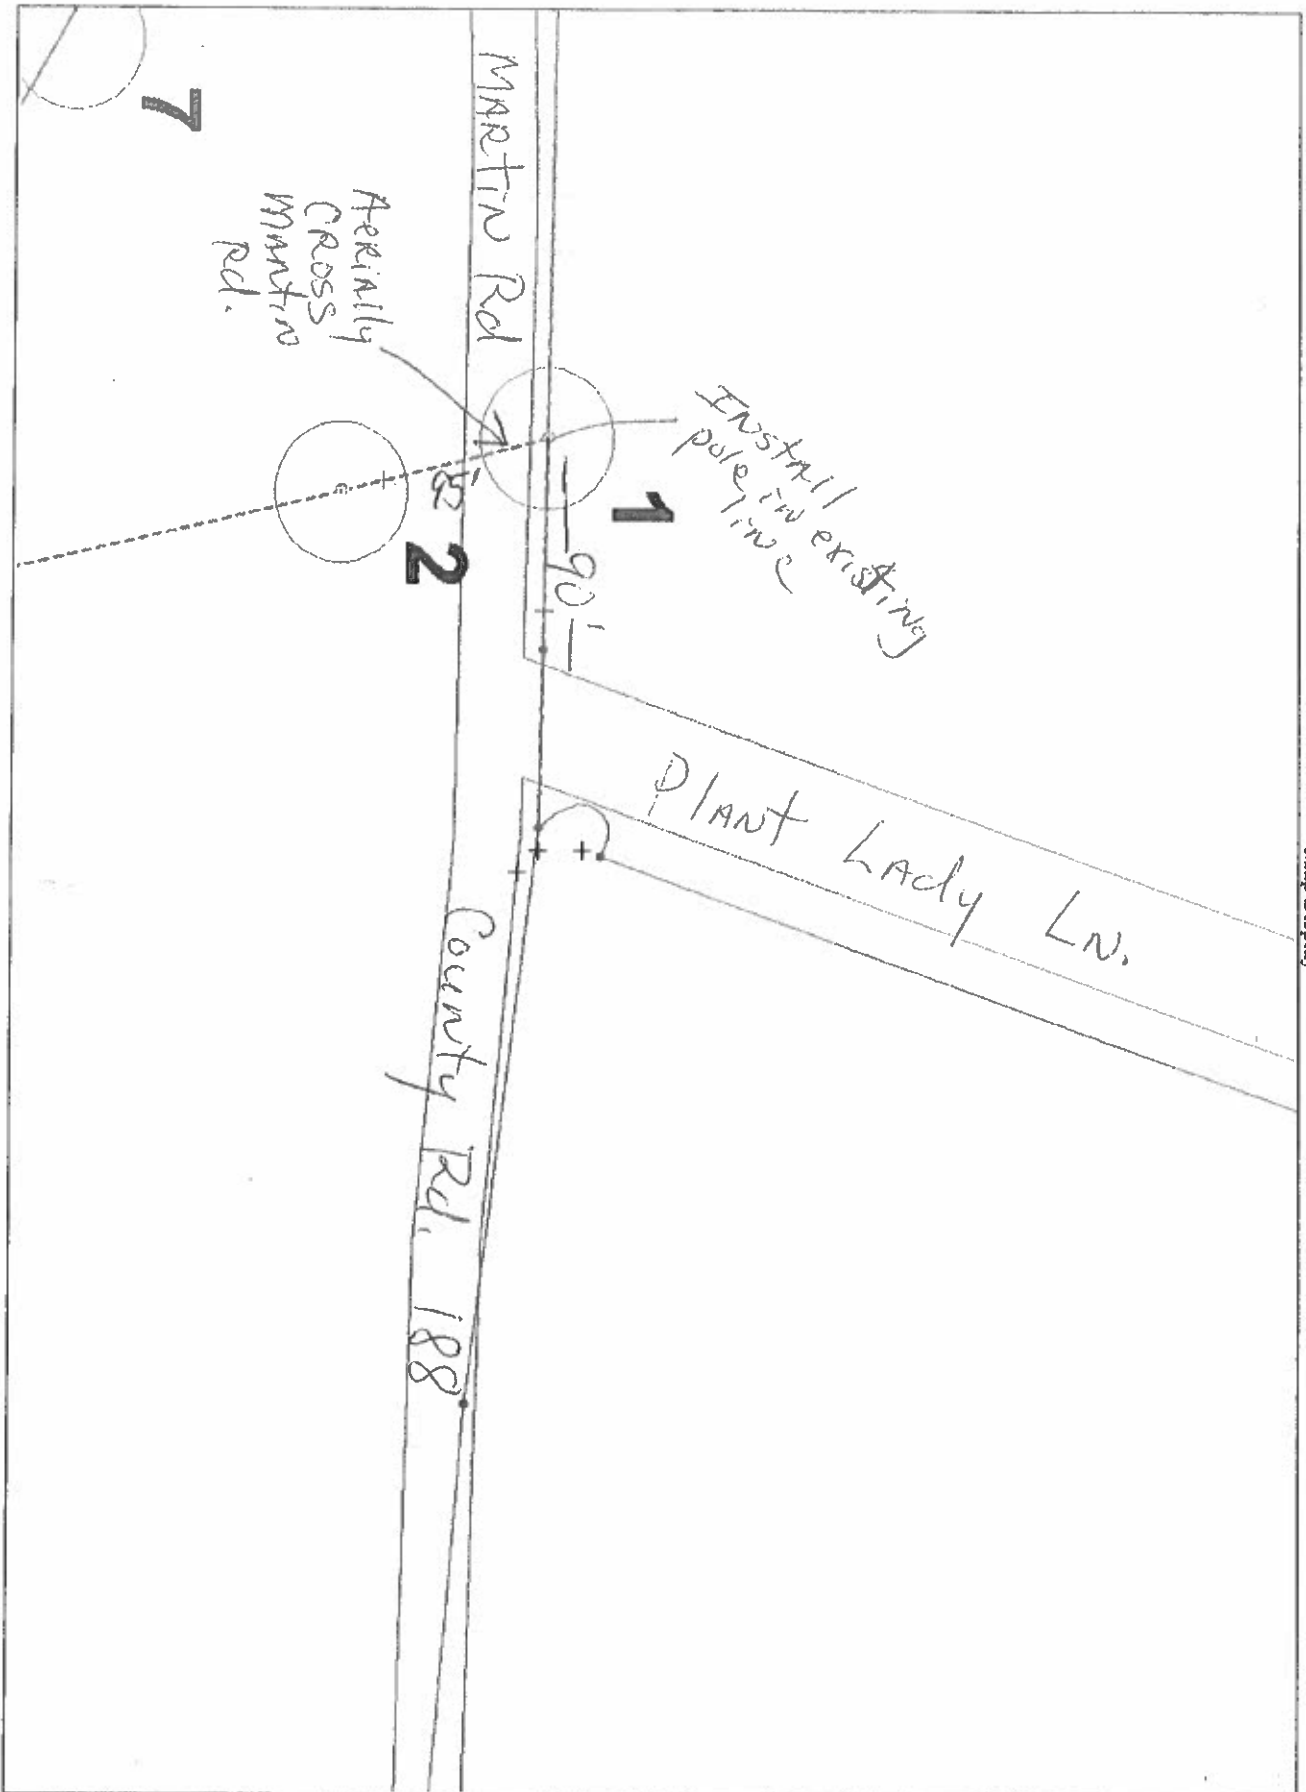 MARTIN Rd
County Rd. 188
PLANT LAdy LN.
INstAll
pole in existing
line
1
90'
AeRiAlly
CROSS
MARtiN
Rd.
2
7